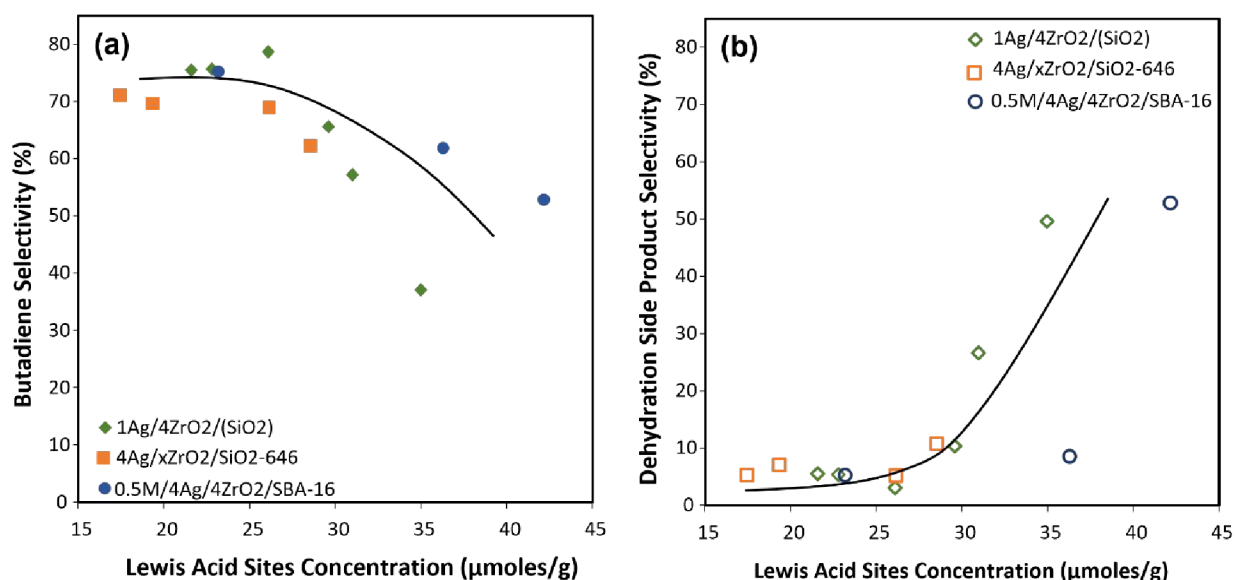 (a)
Butadiene Selectivity (%)
80
70
60
50
40
30
20
10
0
1Ag/4ZrO2/(SiO2)
4Ag/xZrO2/SiO2-646
0.5M/4Ag/4ZrO2/SBA-16
15 20 25 30 35 40 45
Lewis Acid Sites Concentration (μmoles/g)
(b)
Dehydration Side Product Selectivity (%)
1Ag/4ZrO2/(SiO2)
4Ag/xZrO2/SiO2-646
0.5M/4Ag/4ZrO2/SBA-16
80
70
60
50
40
30
20
10
0
15 20 25 30 35 40 45
Lewis Acid Sites Concentration (μmoles/g)